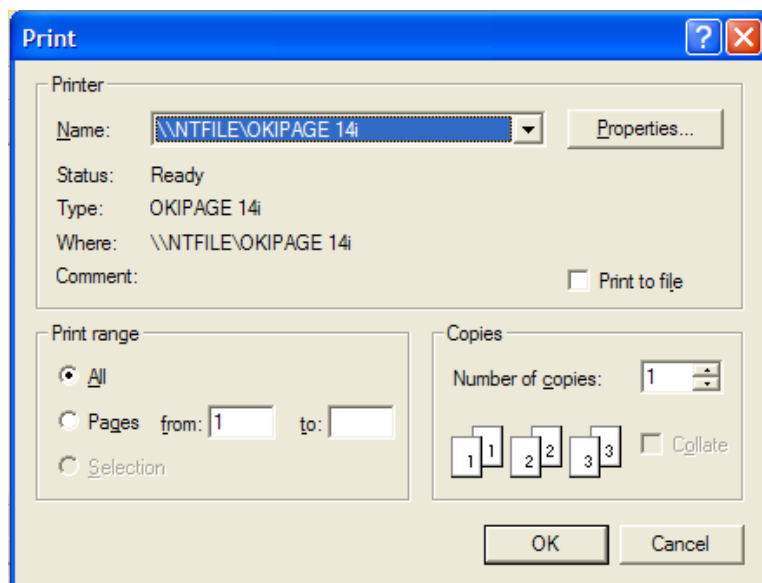 Print
Printer
Name: \\NTFILE\OKIPAGE 14i Properties...
Status: Ready
Type: OKIPAGE 14i
Where: \\NTFILE\OKIPAGE 14i
Comment: Print to file
Print range
All
Pages from: 1 to:
Selection
Copies
Number of copies: 1
1 1 2 2 3 3 Collate
OK Cancel